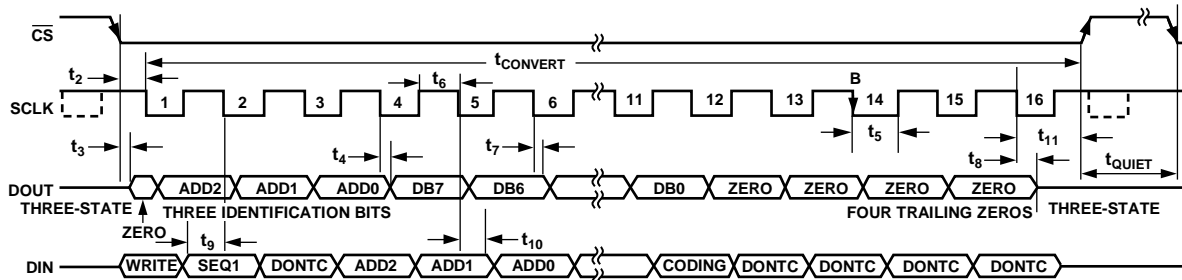 CS
t2
tCONVERT
t6
B
SCLK
1 2 3 4 5 6 11 12 13 14 15 16
t3
t4
t7
t5
t11
t8
tQUIET
DOUT
ADD2 ADD1 ADD0 DB7 DB6 DB0 ZERO ZERO ZERO ZERO
THREE-STATE
THREE IDENTIFICATION BITS
FOUR TRAILING ZEROS
THREE-STATE
ZERO
t9
t10
DIN
WRITE SEQ1 DONTC ADD2 ADD1 ADD0 CODING DONTC DONTC DONTC DONTC